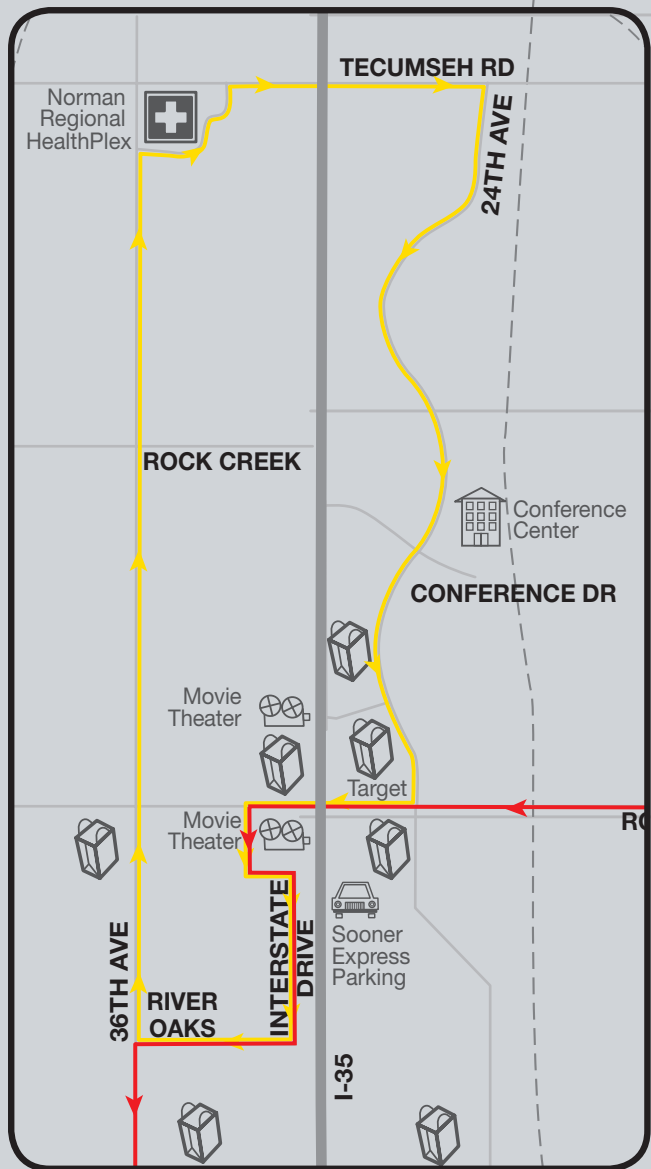 TECUMSEH RD
Norman
Regional
HealthPlex
24TH AVE
ROCK CREEK
Conference
Center
CONFERENCE DR
Movie
Theater
Target
Movie
Theater
Sooner
Express
Parking
INTERSTATE
DRIVE
36TH AVE
RIVER
OAKS
I-35